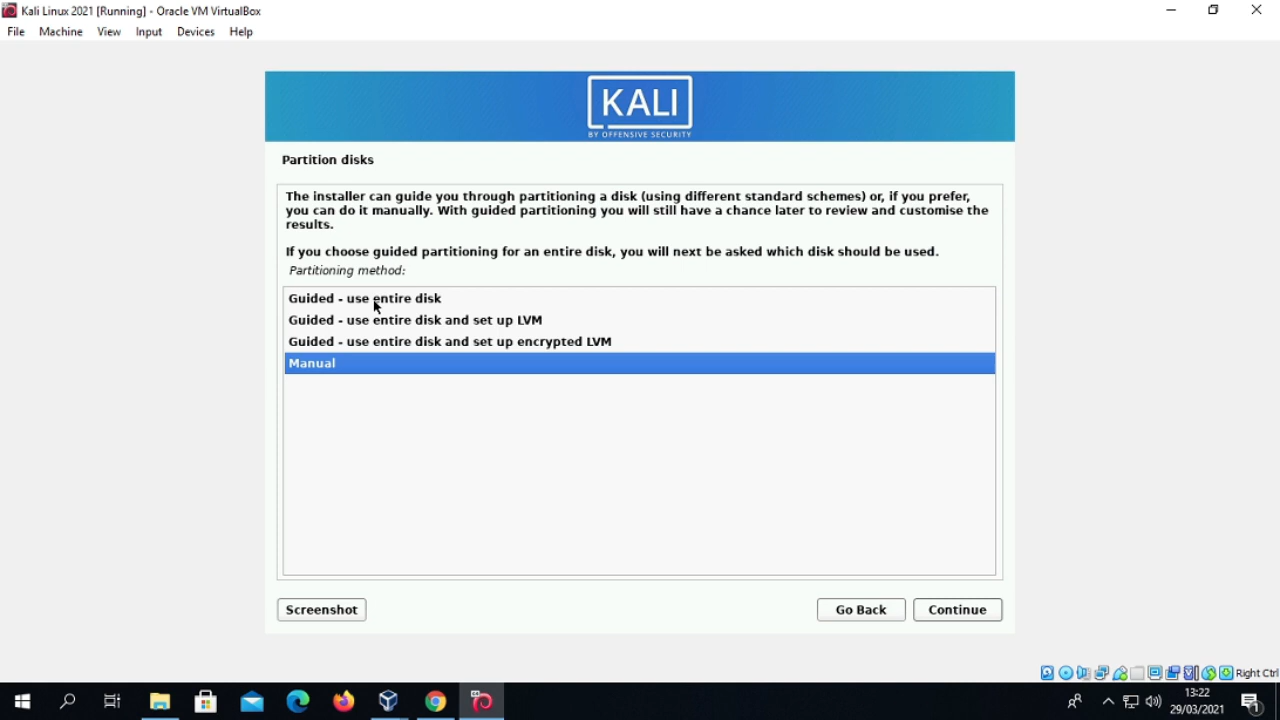 Kali Linux 2021 [Running] - Oracle VM VirtualBox
File Machine View Input Devices Help
KALI
BY OFFENSIVE SECURITY
Partition disks
The installer can guide you through partitioning a disk (using different standard schemes) or, if you prefer,
you can do it manually. With guided partitioning you will still have a chance later to review and customise the
results.
If you choose guided partitioning for an entire disk, you will next be asked which disk should be used.
Partitioning method:
Guided - use entire disk
Guided - use entire disk and set up LVM
Guided - use entire disk and set up encrypted LVM
Manual
Screenshot
Go Back
Continue
Right Ctrl
13:22
29/03/2021
1